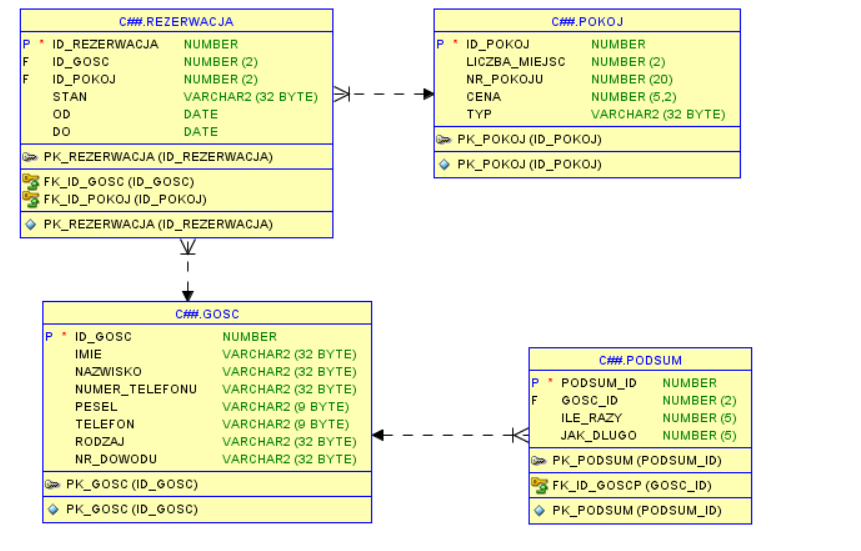 C##.REZERWACJA
P * ID_REZERWACJA NUMBER
F ID_GOSC NUMBER (2)
F ID_POKOJ NUMBER (2)
STAN VARCHAR2 (32 BYTE)
OD DATE
DO DATE
PK_REZERWACJA (ID_REZERWACJA)
FK_ID_GOSC (ID_GOSC)
FK_ID_POKOJ (ID_POKOJ)
PK_REZERWACJA (ID_REZERWACJA)
C##.POKOJ
P * ID_POKOJ NUMBER
LICZBA_MIEJSC NUMBER (2)
NR_POKOJU NUMBER (20)
CENA NUMBER (5,2)
TYP VARCHAR2 (32 BYTE)
PK_POKOJ (ID_POKOJ)
PK_POKOJ (ID_POKOJ)
C##.GOSC
P * ID_GOSC NUMBER
IMIE VARCHAR2 (32 BYTE)
NAZWISKO VARCHAR2 (32 BYTE)
NUMER_TELEFONU VARCHAR2 (32 BYTE)
PESEL VARCHAR2 (9 BYTE)
TELEFON VARCHAR2 (9 BYTE)
RODZAJ VARCHAR2 (32 BYTE)
NR_DOWODU VARCHAR2 (32 BYTE)
PK_GOSC (ID_GOSC)
PK_GOSC (ID_GOSC)
C##.PODSUM
P * PODSUM_ID NUMBER
F GOSC_ID NUMBER (2)
ILE_RAZY NUMBER (5)
JAK_DLUGO NUMBER (5)
PK_PODSUM (PODSUM_ID)
FK_ID_GOSCP (GOSC_ID)
PK_PODSUM (PODSUM_ID)